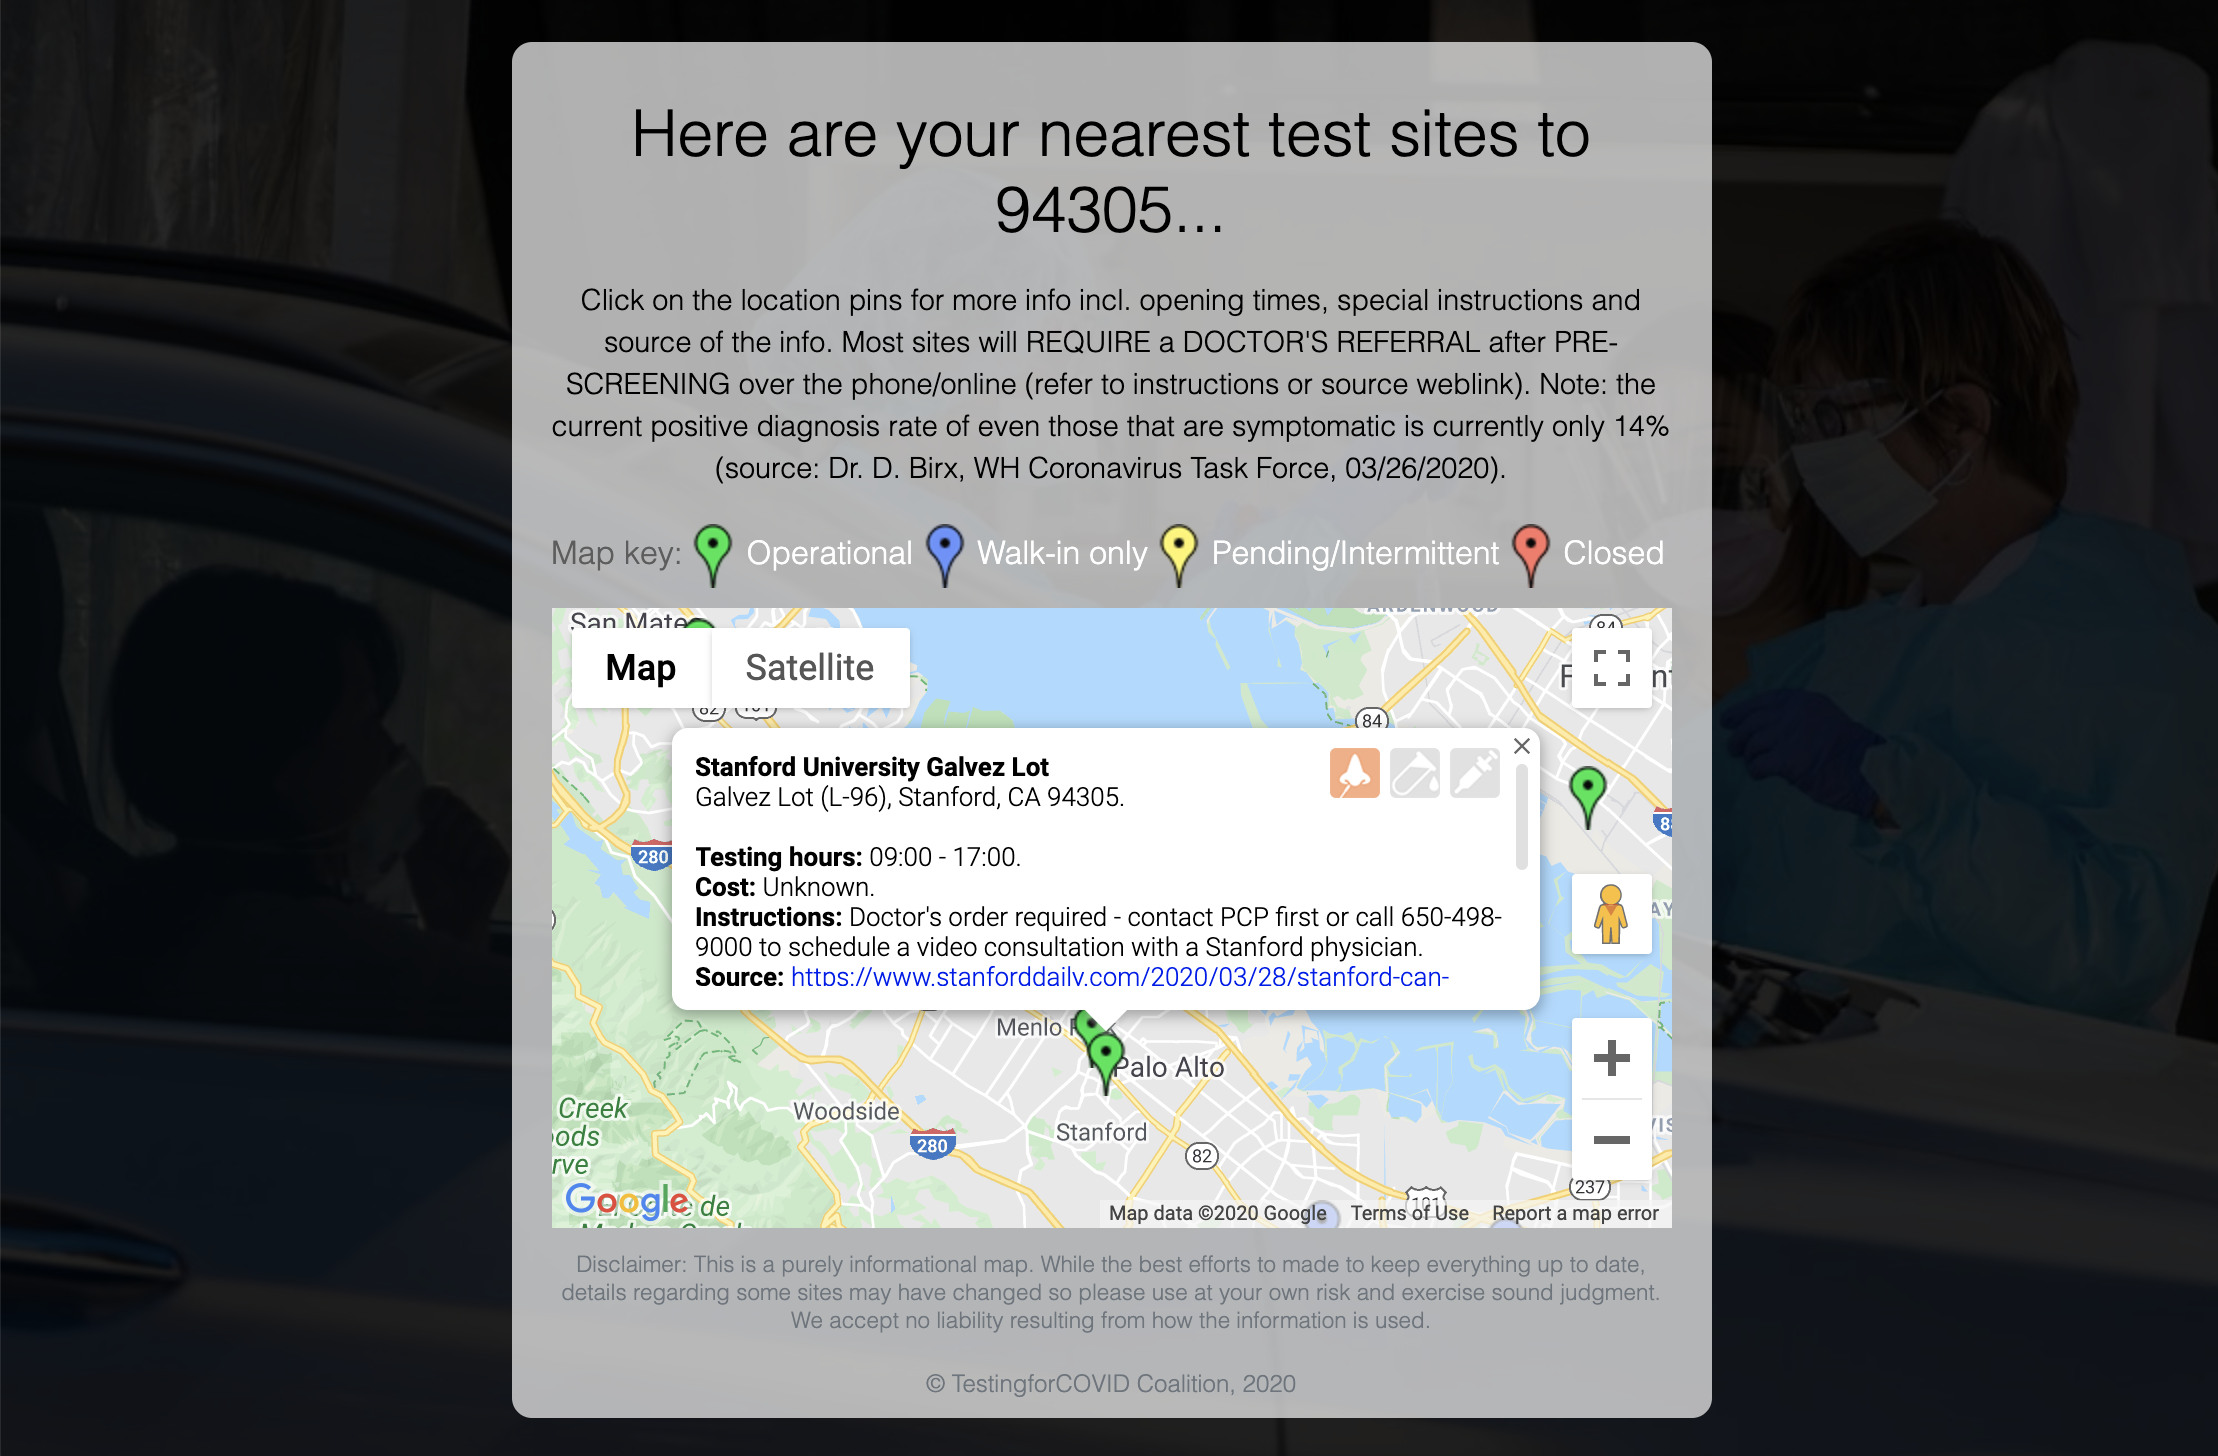 Here are your nearest test sites to
94305...
Click on the location pins for more info incl. opening times, special instructions and
source of the info. Most sites will REQUIRE a DOCTOR'S REFERRAL after PRE-
SCREENING over the phone/online (refer to instructions or source weblink). Note: the
current positive diagnosis rate of even those that are symptomatic is currently only 14%
(source: Dr. D. Birx, WH Coronavirus Task Force, 03/26/2020).
Map key: Operational Walk-in only Pending/Intermittent Closed
ARDENWOOD
San Mate
84
Map Satellite
82 101
84
Stanford University Galvez Lot
Galvez Lot (L-96), Stanford, CA 94305.
Testing hours: 09:00 - 17:00.
Cost: Unknown.
Instructions: Doctor's order required - contact PCP first or call 650-498-
9000 to schedule a video consultation with a Stanford physician.
Source: https://www.stanforddaily.com/2020/03/28/stanford-can-
280
Menlo
Palo Alto
Creek
Woodside
ods
Stanford
280
82
rve
237
Google
de
101
Map data ©2020 Google Terms of Use Report a map error
Disclaimer: This is a purely informational map. While the best efforts to made to keep everything up to date,
details regarding some sites may have changed so please use at your own risk and exercise sound judgment.
We accept no liability resulting from how the information is used.
© TestingforCOVID Coalition, 2020